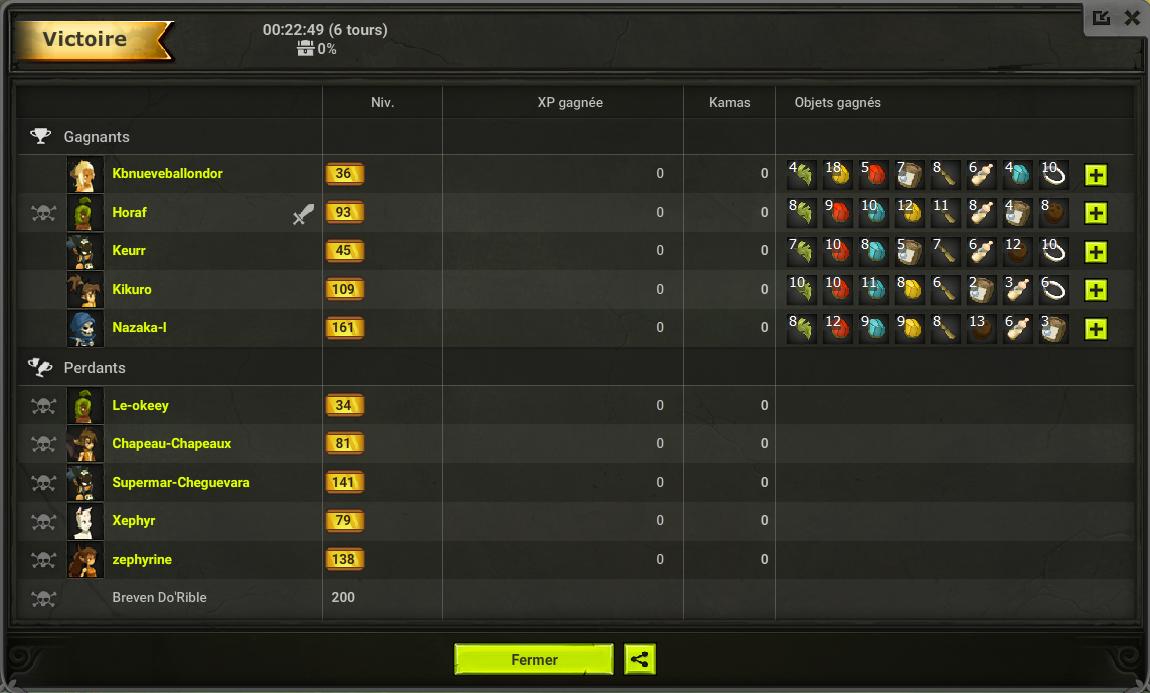 Victoire
00:22:49 (6 tours)
0%
Niv. XP gagnée Kamas Objets gagnés
Gagnants
Kbnueveballondor 36 0 0 4 18 5 7 8 6 4 10
Horaf 93 0 0 8 9 10 12 11 8 4 8
Keurr 45 0 0 7 10 8 5 7 6 12 10
Kikuro 109 0 0 10 10 11 8 6 2 3 6
Nazaka-I 161 0 0 8 12 9 9 8 13 6 3
Perdants
Le-okeey 34 0 0
Chapeau-Chapeaux 81 0 0
Supermar-Cheguevara 141 0 0
Xephyr 79 0 0
zephyrine 138 0 0
Breven Do'Rible 200
Fermer